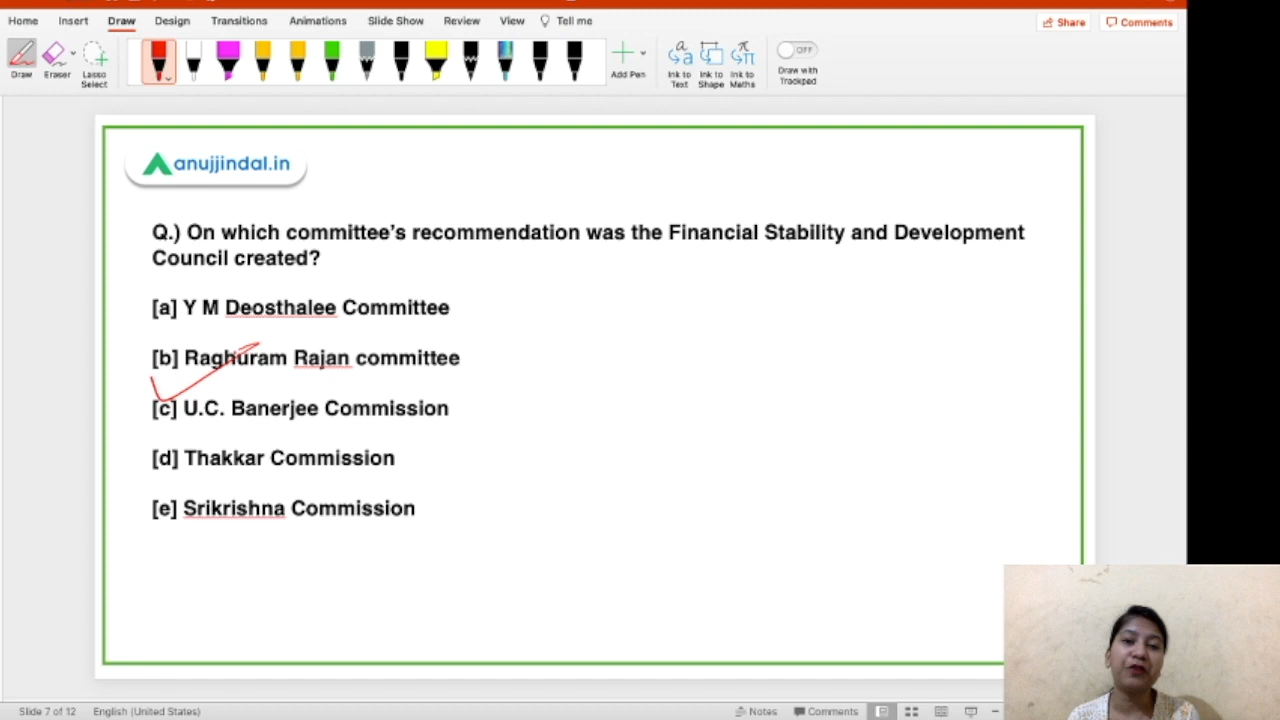 Home Insert Draw Design Transitions Animations Slide Show Review View Tell me Share Comments
Draw Eraser Lasso Select Add Pen Ink to Text Ink to Shape Ink to Maths OFF Draw with Trackpad
anujjindal.in
Q.) On which committee's recommendation was the Financial Stability and Development
Council created?
[a] Y M Deosthalee Committee
[b] Raghuram Rajan committee
[c] U.C. Banerjee Commission
[d] Thakkar Commission
[e] Srikrishna Commission
Slide 7 of 12 English (United States) Notes Comments